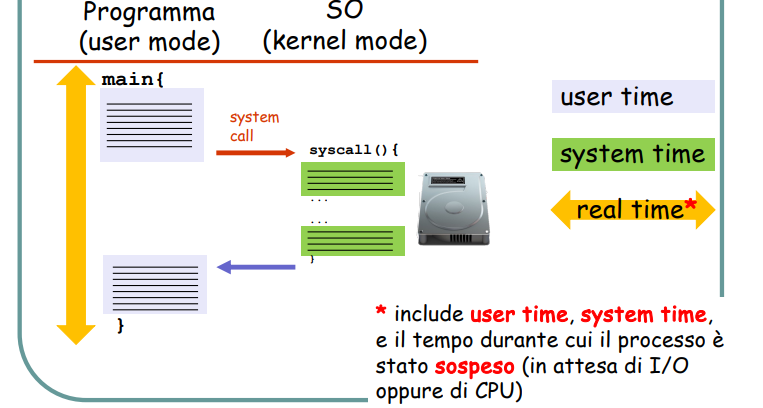 Programma
(user mode)
SO
(kernel mode)
main{
system
call
syscall(){
...
...
}
}
user time
system time
real time*
* include user time, system time,
e il tempo durante cui il processo è
stato sospeso (in attesa di I/O
oppure di CPU)